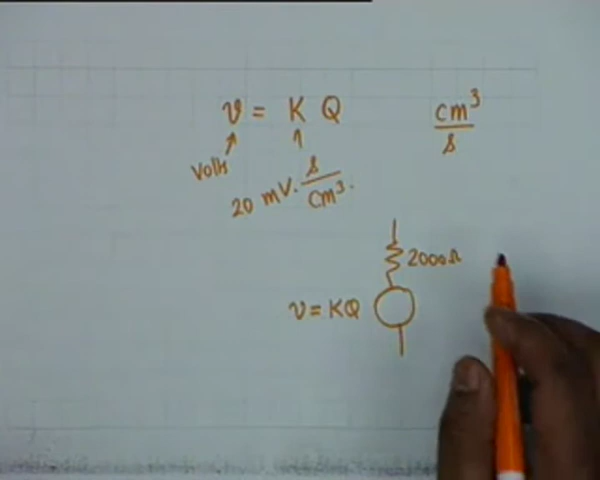 v = K Q
cm³/s
Volts
20 mV. s/cm³.
2000Ω
v = KQ